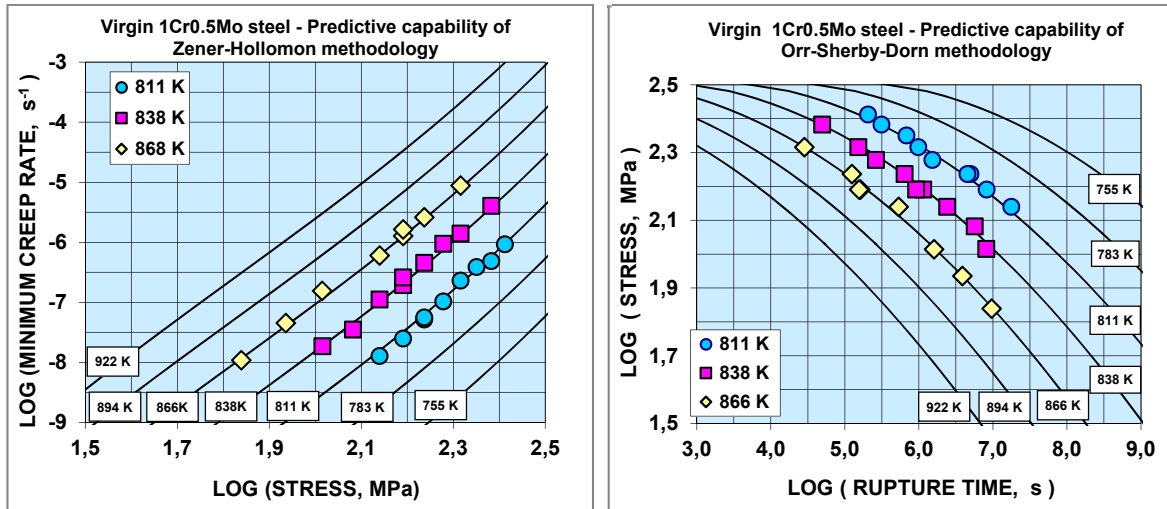 Virgin 1Cr0.5Mo steel - Predictive capability of
Zener-Hollomon methodology
LOG (MINIMUM CREEP RATE, s⁻¹)
-3
-4
-5
-6
-7
-8
-9
811 K
838 K
868 K
922 K
894 K
866K
838K
811 K
783 K
755 K
1,5
1,7
1,9
2,1
2,3
2,5
LOG (STRESS, MPa)
Virgin 1Cr0.5Mo steel - Predictive capability of
Orr-Sherby-Dorn methodology
LOG (STRESS, MPa)
2,5
2,3
2,1
1,9
1,7
1,5
755 K
783 K
811 K
838 K
811 K
838 K
866 K
922 K
894 K
866 K
3,0
4,0
5,0
6,0
7,0
8,0
9,0
LOG ( RUPTURE TIME, s )